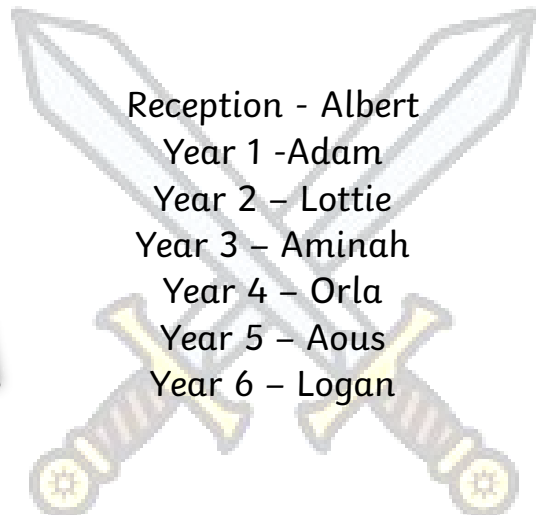 Reception - Albert
Year 1 -Adam
Year 2 – Lottie
Year 3 – Aminah
Year 4 – Orla
Year 5 – Aous
Year 6 – Logan